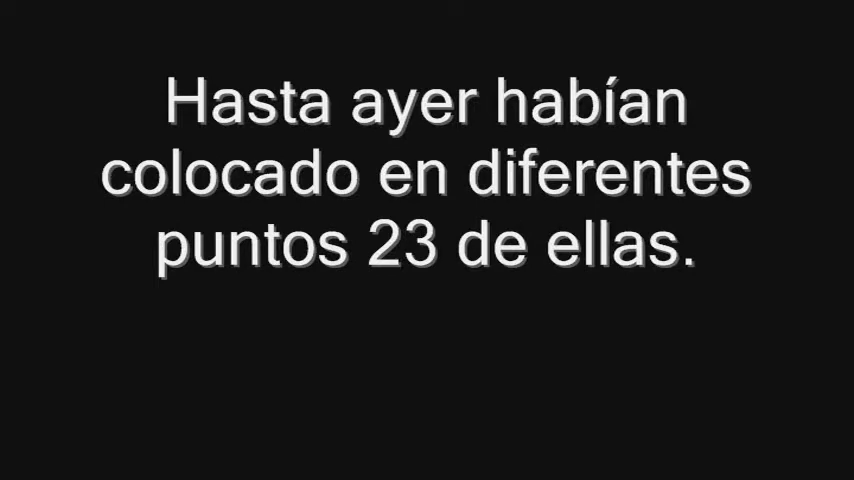 Hasta ayer habían
colocado en diferentes
puntos 23 de ellas.